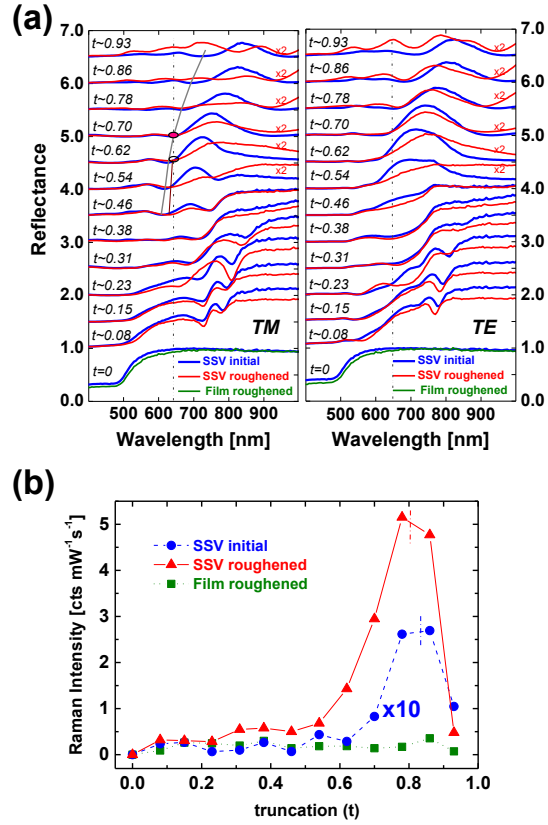 (a)
7.0
6.0
5.0
4.0
3.0
2.0
1.0
0.0
Reflectance
t~0.93
t~0.86
t~0.78
t~0.70
t~0.62
t~0.54
t~0.46
t~0.38
t~0.31
t~0.23
t~0.15
t~0.08
t=0
x2
x2
x2
x2
x2
x2
TM
SSV initial
SSV roughened
Film roughened
500 600 700 800 900
Wavelength [nm]
t~0.93
t~0.86
t~0.78
t~0.70
t~0.62
t~0.54
t~0.46
t~0.38
t~0.31
t~0.23
t~0.15
t~0.08
t=0
x2
x2
x2
x2
x2
TE
SSV initial
SSV roughened
Film roughened
7.0
6.0
5.0
4.0
3.0
2.0
1.0
0.0
500 600 700 800 900
Wavelength [nm]
(b)
Raman Intensity [cts mW⁻¹ s⁻¹]
5
4
3
2
1
0
SSV initial
SSV roughened
Film roughened
x10
0.0 0.2 0.4 0.6 0.8 1.0
truncation (t)